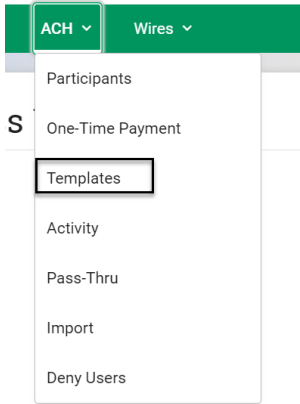 ACH Wires
Participants
s
One-Time Payment
Templates
Activity
Pass-Thru
Import
Deny Users